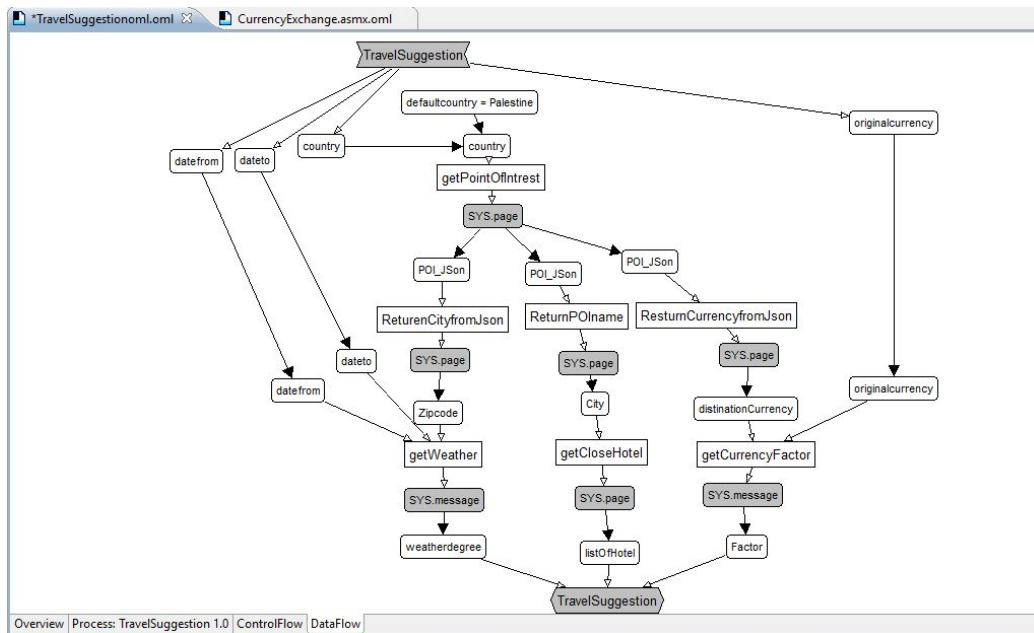 *TravelSuggestionoml.oml
CurrencyExchange.asmx.oml
TravelSuggestion
defaultcountry = Palestine
originalcurrency
country
country
datefrom
dateto
getPointOfIntrest
SYS.page
POI_JSon
POI_JSon
POI_JSon
ReturenCityfromJson
ReturnPOIname
ResturnCurrencyfromJson
SYS.page
SYS.page
SYS.page
dateto
datefrom
originalcurrency
Zipcode
City
distinationCurrency
getWeather
getCloseHotel
getCurrencyFactor
SYS.message
SYS.page
SYS.message
weatherdegree
listOfHotel
Factor
TravelSuggestion
Overview
Process: TravelSuggestion 1.0
ControlFlow
DataFlow